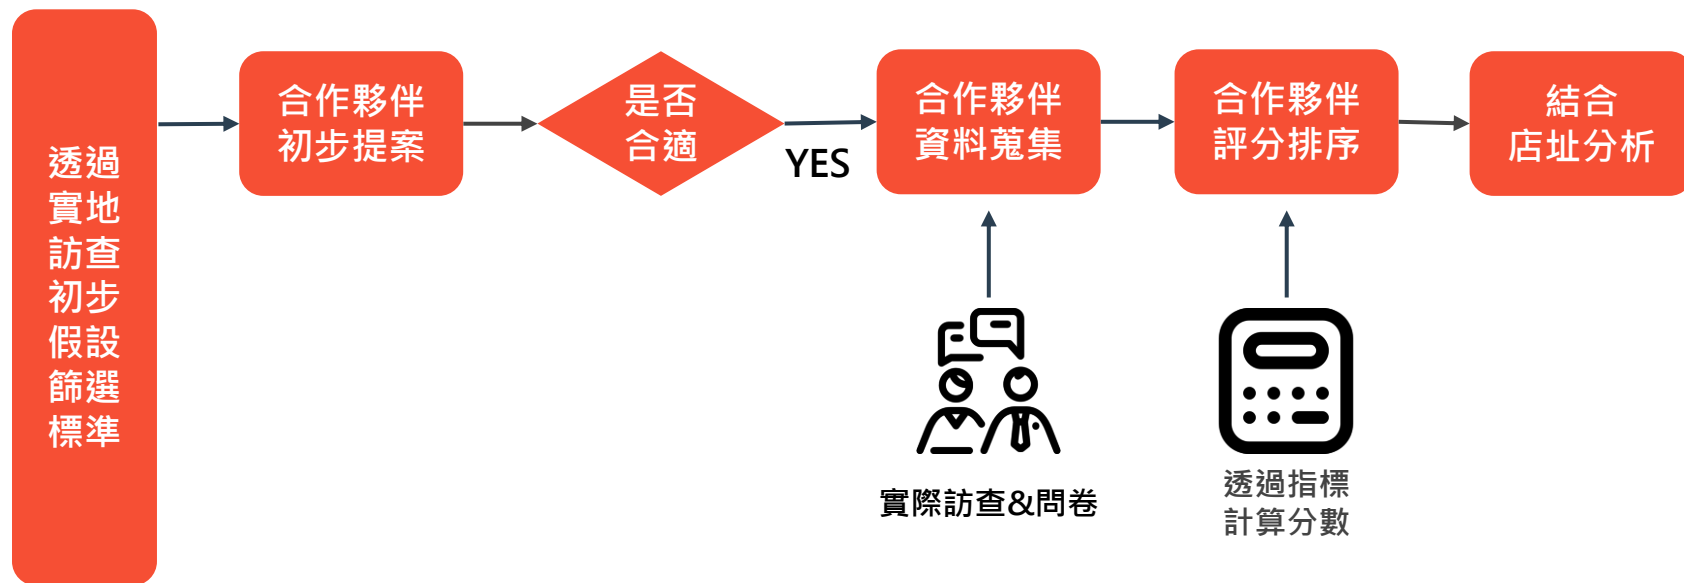 透過
實地
訪查
初步
假設
篩選
標準
合作夥伴
初步提案
是否
合適
YES
合作夥伴
資料蒐集
合作夥伴
評分排序
結合
店址分析
實際訪查&問卷
透過指標
計算分數